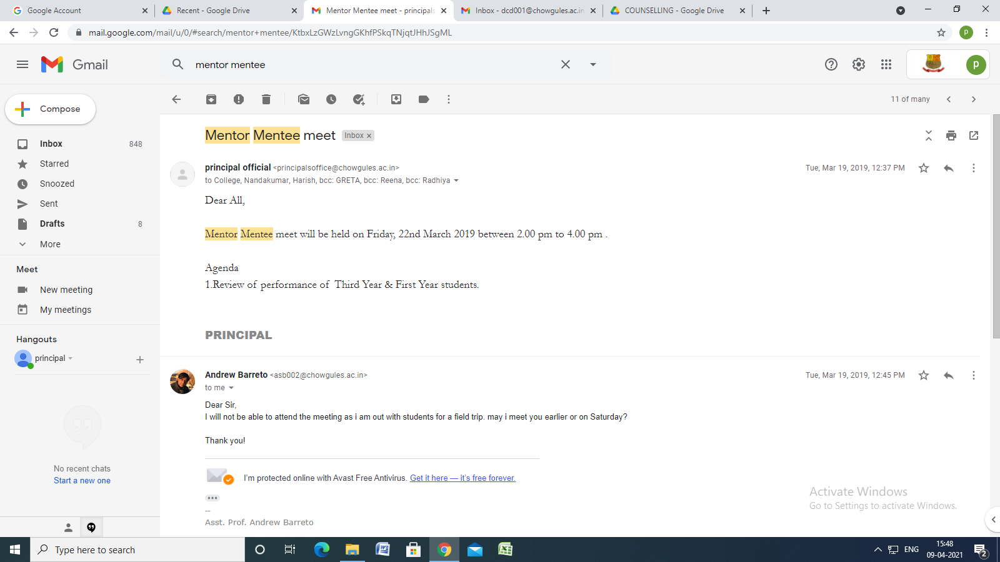 Google Account
Recent - Google Drive
Mentor Mentee meet - principals
Inbox - dcd001@chowgules.ac.in
COUNSELLING - Google Drive
mail.google.com/mail/u/0/#search/mentor+mentee/KtbxLzGWzLvngGKhfPSkqTNjqtJHhJSgML
p
Gmail
mentor mentee
p
Compose
11 of many
Inbox 848
Starred
Snoozed
Sent
Drafts 8
More
Meet
New meeting
My meetings
Hangouts
principal
No recent chats
Start a new one
Mentor Mentee meet Inbox x
principal official <principalsoffice@chowgules.ac.in>
Tue, Mar 19, 2019, 12:37 PM
to College, Nandakumar, Harish, bcc: GRETA, bcc: Reena, bcc: Radhiya
Dear All,
Mentor Mentee meet will be held on Friday, 22nd March 2019 between 2.00 pm to 4.00 pm .
Agenda
1.Review of performance of Third Year & First Year students.
PRINCIPAL
Andrew Barreto <asb002@chowgules.ac.in>
Tue, Mar 19, 2019, 12:45 PM
to me
Dear Sir,
I will not be able to attend the meeting as i am out with students for a field trip. may i meet you earlier or on Saturday?
Thank you!
I'm protected online with Avast Free Antivirus. Get it here — it's free forever.
--
Asst. Prof. Andrew Barreto
Activate Windows
Go to Settings to activate Windows.
Type here to search
ENG
15:48
09-04-2021
2